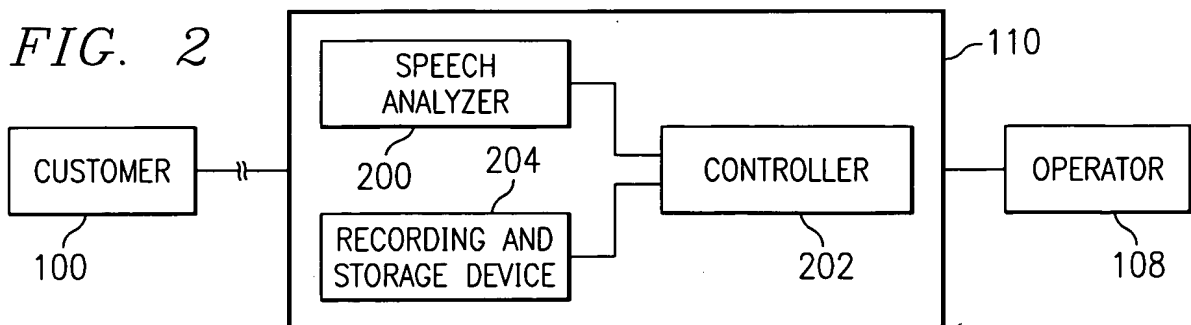 FIG. 2
SPEECH
ANALYZER
200
110
CUSTOMER
100
204
RECORDING AND
STORAGE DEVICE
CONTROLLER
202
OPERATOR
108